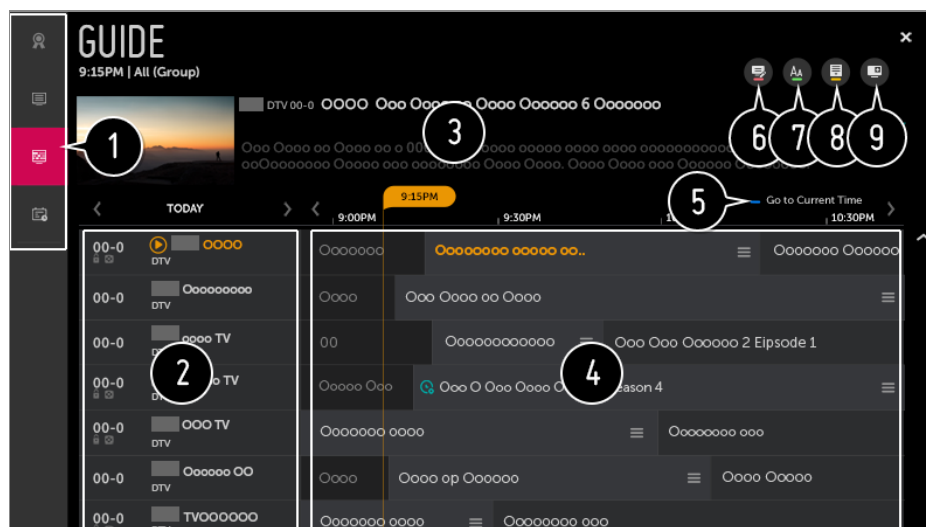 GUIDE
×
9:15PM | All (Group)
DTV 00-0 OOOO Ooo Oooo Oooooo 6 Ooooooo
1
3
6
7
8
9
5
Go to Current Time
9:15PM
TODAY
9:00PM
9:30PM
10:30PM
00-0 OOOO
DTV
Ooooooo
Oooooooo ooooo oo..
Ooooooo Oooooo
00-0 Ooooooooo
DTV
Oooo
Ooo Oooo oo Oooo
00-0 oooo TV
00
Oooooooooooo
Ooo Ooo Oooooo 2 Eipsode 1
2
4
00-0 TV
DTV
Ooooo Ooo
Ooo O Ooo Oooo
eason 4
00-0 OOO TV
DTV
Ooooooo oooo
Oooooooo ooo
00-0 Oooooo OO
DTV
Oooo
Oooo op Oooooo
Oooo Ooooo
00-0 TVOOOOOO
Ooooooo oooo
Oooooooo ooo